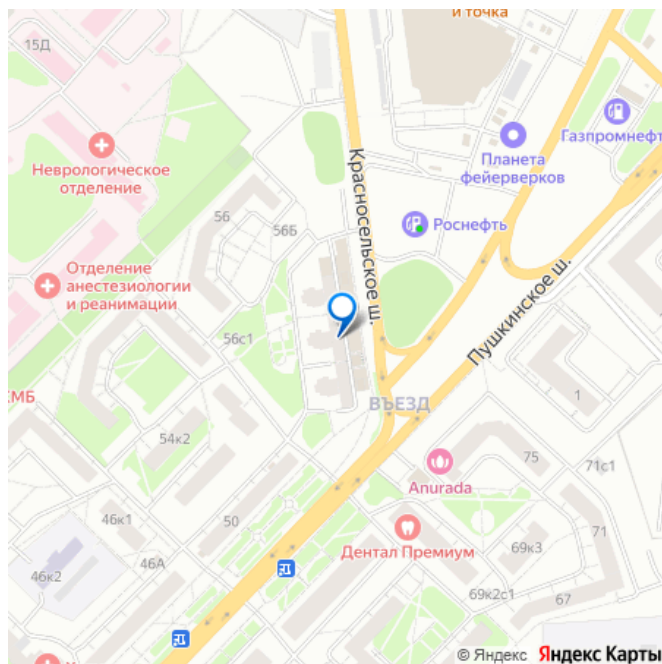 и точка
15Д
Газпромнефть
Планета
фейерверков
Неврологическое
отделение
Красносельское ш.
56
56Б
Роснефть
Отделение
анестезиологии
и реанимации
Пушкинское ш.
56с1
КМБ
ВЪЕЗД
1
54к2
75
71с1
Anurada
46к1
50
71
Дентал Премиум
69к3
46А
46к2
69к2с1
67
© Яндекс Яндекс Карты